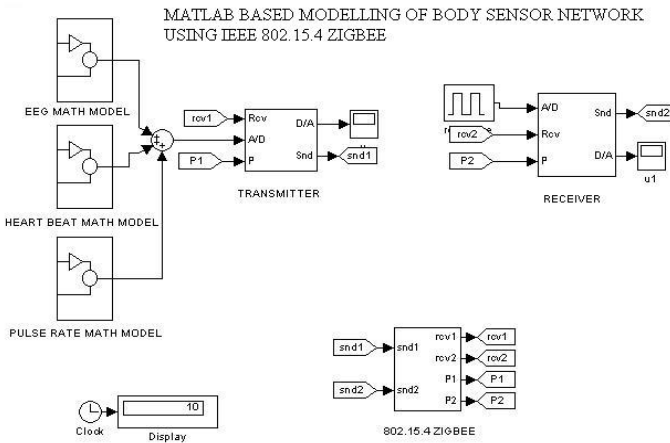 MATLAB BASED MODELLING OF BODY SENSOR NETWORK
USING IEEE 802.15.4 ZIGBEE
EEG MATH MODEL
HEART BEAT MATH MODEL
PULSE RATE MATH MODEL
rcv1
P1
Rcv
A/D
P
D/A
Snd
snd1
TRANSMITTER
rcv2
P2
A/D
Rcv
P
Snd
D/A
snd2
u1
RECEIVER
snd1
snd2
snd1
snd2
rcv1
rcv2
P1
P2
rcv1
rcv2
P1
P2
802.15.4 ZIGBEE
Clock
10
Display